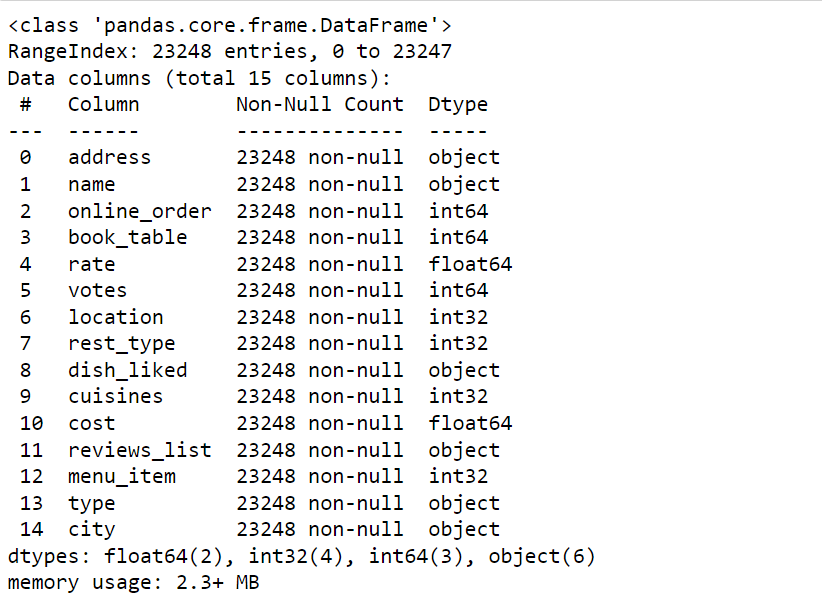 <class 'pandas.core.frame.DataFrame'>
RangeIndex: 23248 entries, 0 to 23247
Data columns (total 15 columns):
 #   Column        Non-Null Count  Dtype
---  ------        --------------  -----
 0   address       23248 non-null  object
 1   name          23248 non-null  object
 2   online_order  23248 non-null  int64
 3   book_table    23248 non-null  int64
 4   rate          23248 non-null  float64
 5   votes         23248 non-null  int64
 6   location      23248 non-null  int32
 7   rest_type     23248 non-null  int32
 8   dish_liked    23248 non-null  object
 9   cuisines      23248 non-null  int32
 10  cost          23248 non-null  float64
 11  reviews_list  23248 non-null  object
 12  menu_item     23248 non-null  int32
 13  type          23248 non-null  object
 14  city          23248 non-null  object
dtypes: float64(2), int32(4), int64(3), object(6)
memory usage: 2.3+ MB